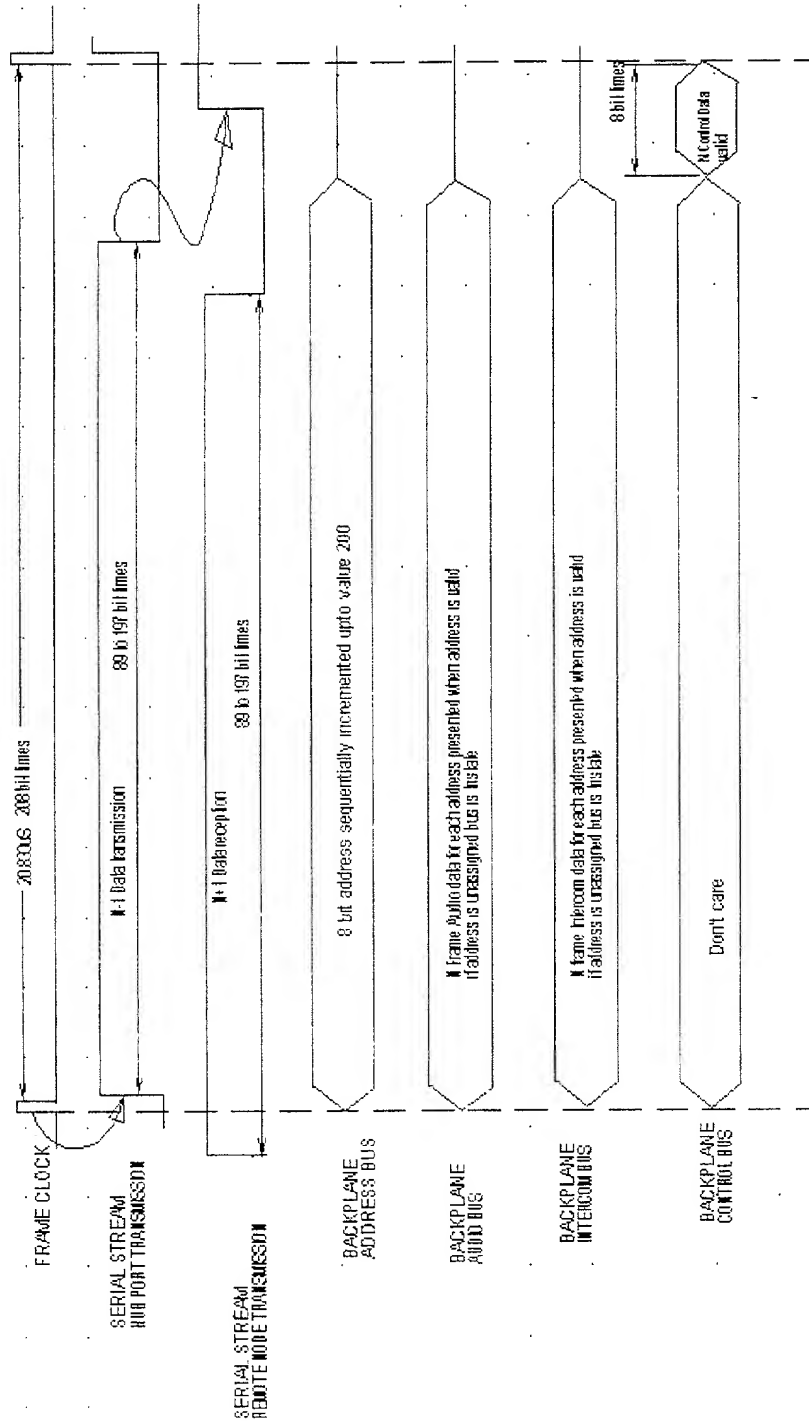 FRAME CLOCK
208 bit times
SERIAL STREAM
HUB PORT TRANSMISSION
N-1 Data transmission
89 to 197 bit times
SERIAL STREAM
REMOTE NODE TRANSMISSION
N+1 Data reception
89 to 197 bit times
BACKPLANE
ADDRESS BUS
8 bit address sequentially incremented upto value 200
BACKPLANE
AUDIO BUS
N Frame Audio data for each address presented when address is valid
if address is unassigned bus is tristate
BACKPLANE
INTERCOM BUS
N frame Intercom data for each address presented when address is valid
if address is unassigned bus is tristate
BACKPLANE
CONTROL BUS
Don't care
8 bit times
N Control Data
valid